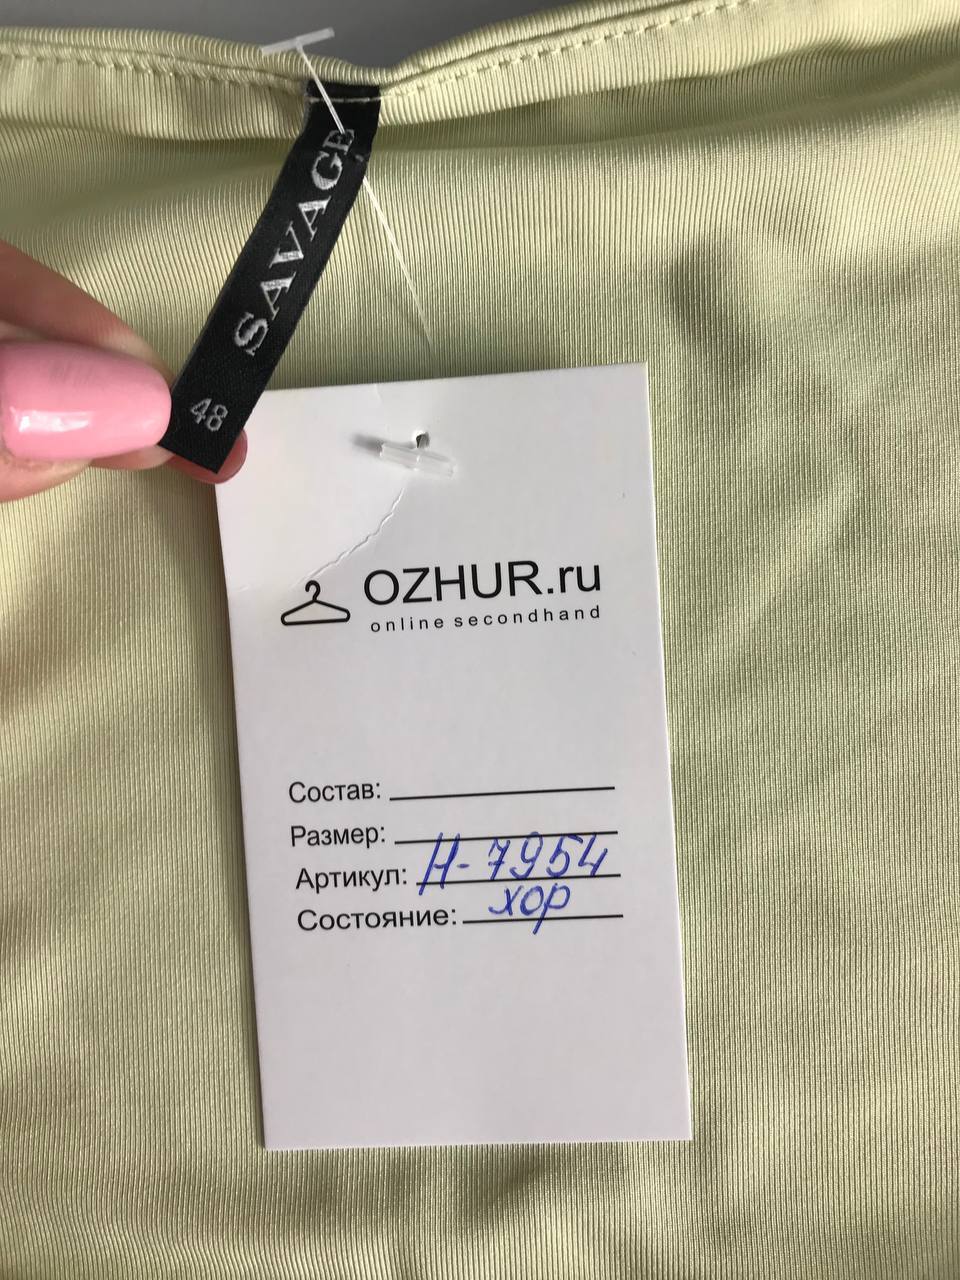 SAVAGE
48
OZHUR.ru
online secondhand
Состав:
Размер:
Артикул: Н-7954
Состояние: хор